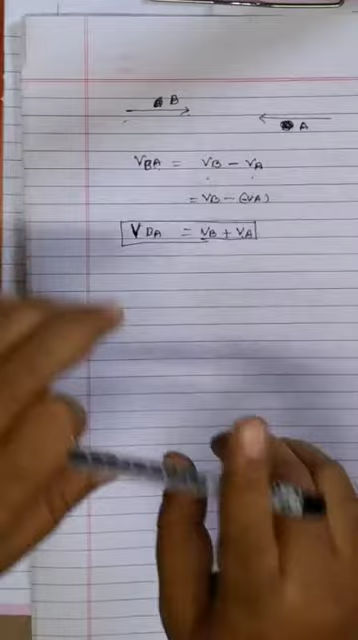 B
A
VBA = VB - VA
= VB - (-VA)
VBA = VB + VA